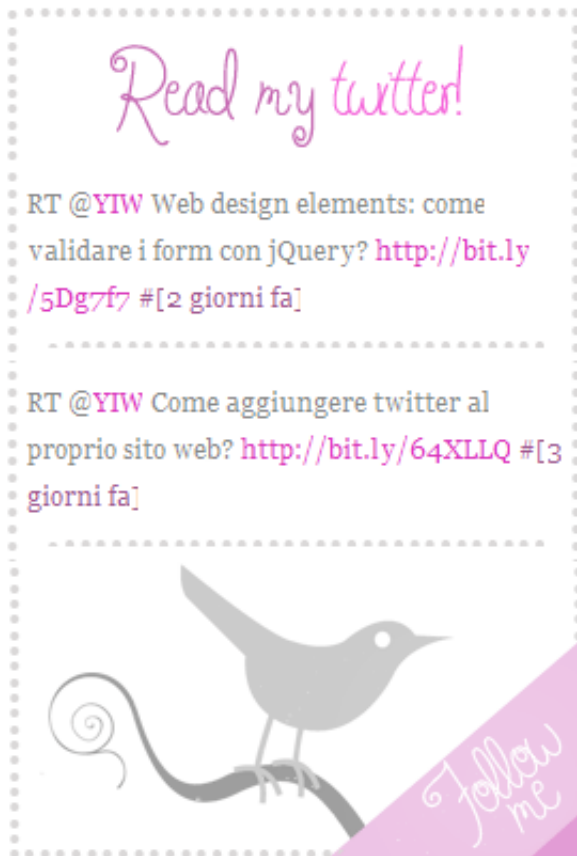 Read my twitter!
RT @YIW Web design elements: come
validare i form con jQuery? http://bit.ly
/5Dg7f7 #[2 giorni fa]
RT @YIW Come aggiungere twitter al
proprio sito web? http://bit.ly/64XLLQ #[3
giorni fa]
Follow
me